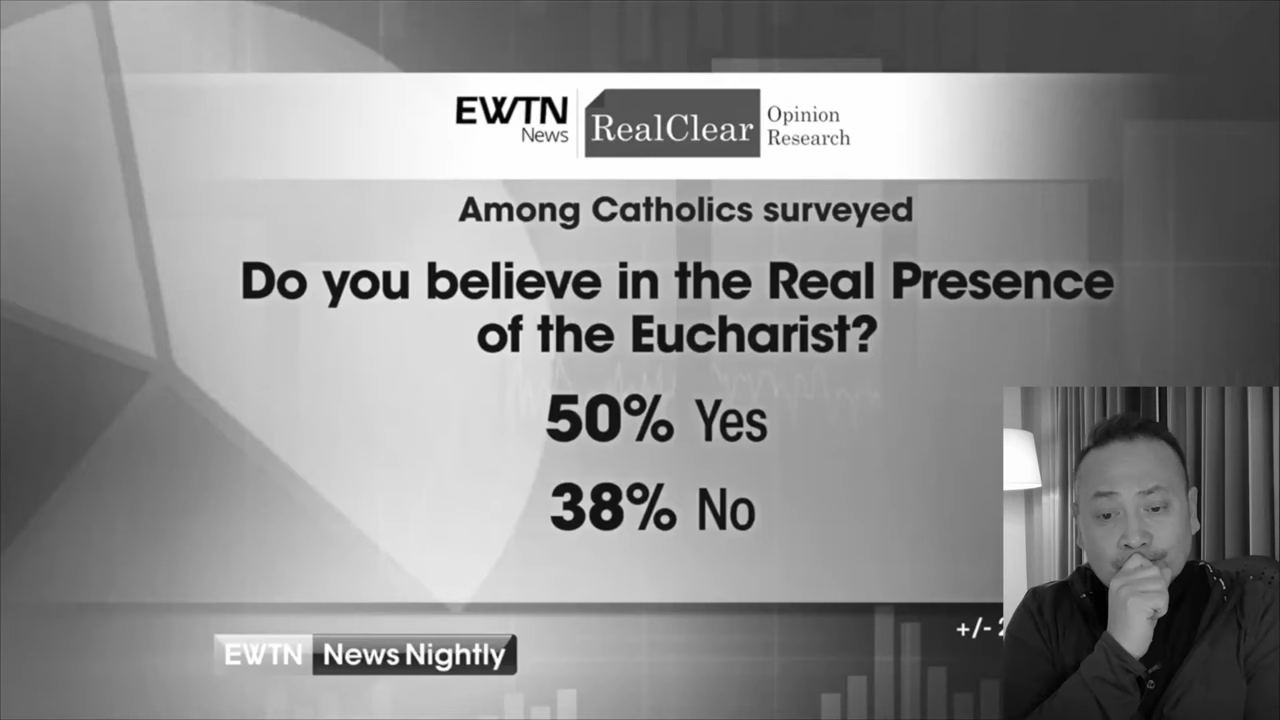 EWTN
News
RealClear
Opinion
Research
Among Catholics surveyed
Do you believe in the Real Presence
of the Eucharist?
50% Yes
38% No
+/-
EWTN News Nightly